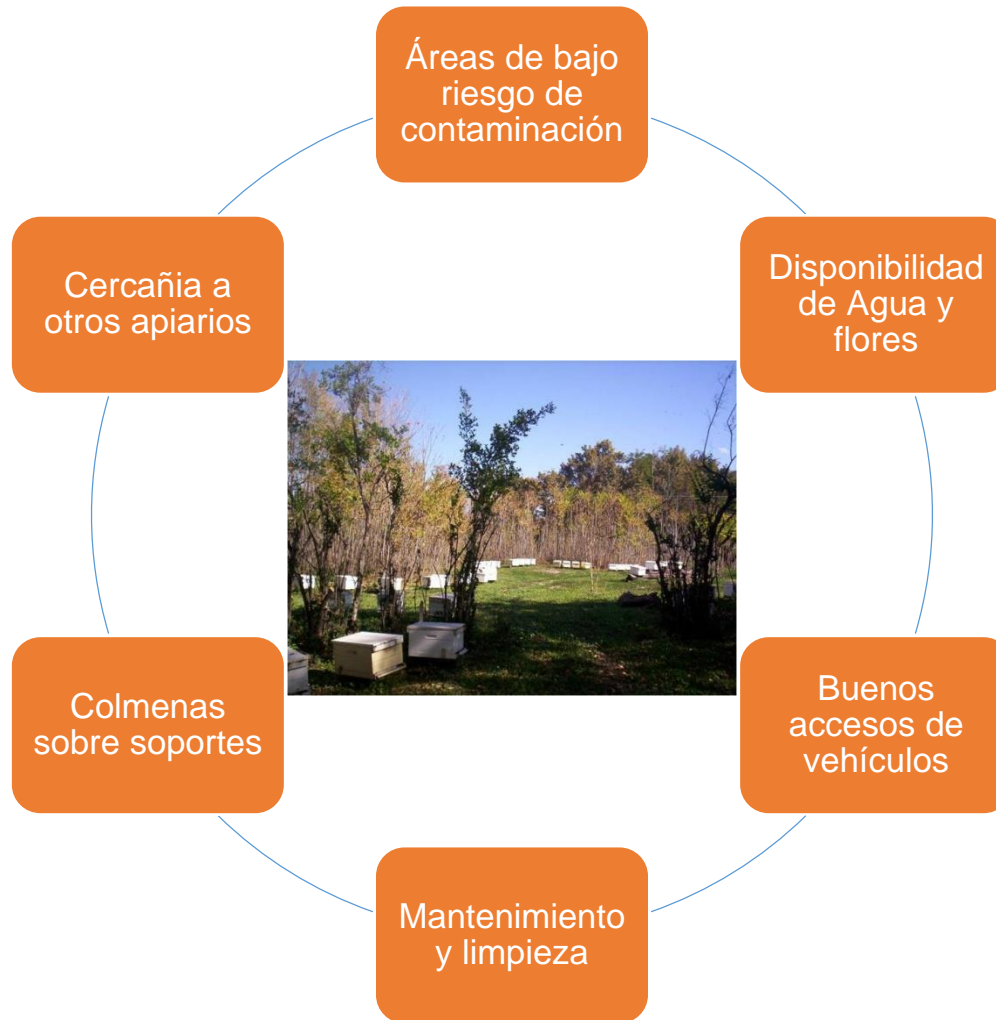 Áreas de bajo
riesgo de
contaminación
Disponibilidad
de Agua y
flores
Buenos
accesos de
vehículos
Mantenimiento
y limpieza
Colmenas
sobre soportes
Cercañia a
otros apiarios